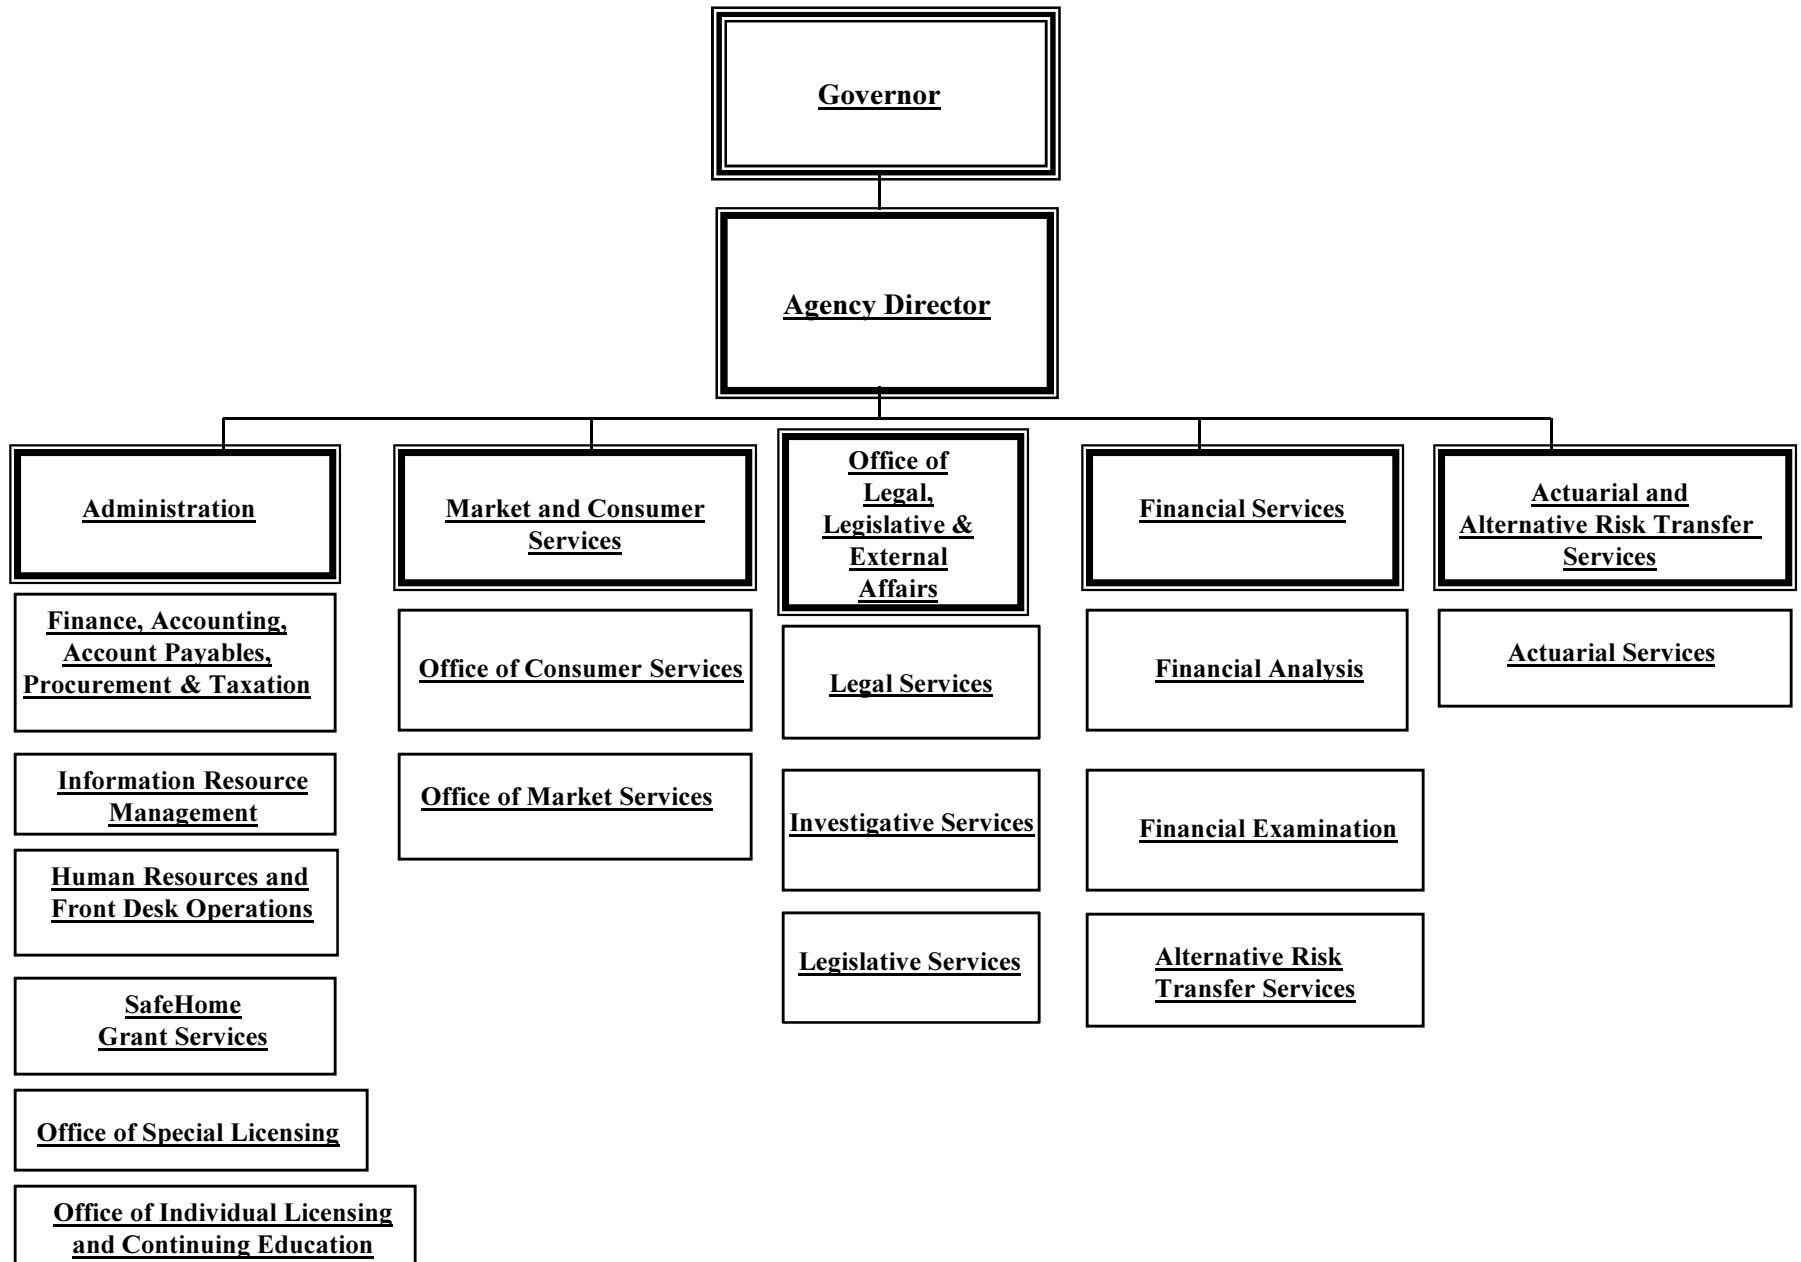 Governor
Agency Director
Administration
Market and Consumer
Services
Office of
Legal,
Legislative &
External
Affairs
Financial Services
Actuarial and
Alternative Risk Transfer
Services
Finance, Accounting,
Account Payables,
Procurement & Taxation
Information Resource
Management
Human Resources and
Front Desk Operations
SafeHome
Grant Services
Office of Special Licensing
Office of Individual Licensing
and Continuing Education
Office of Consumer Services
Office of Market Services
Legal Services
Investigative Services
Legislative Services
Financial Analysis
Financial Examination
Alternative Risk
Transfer Services
Actuarial Services